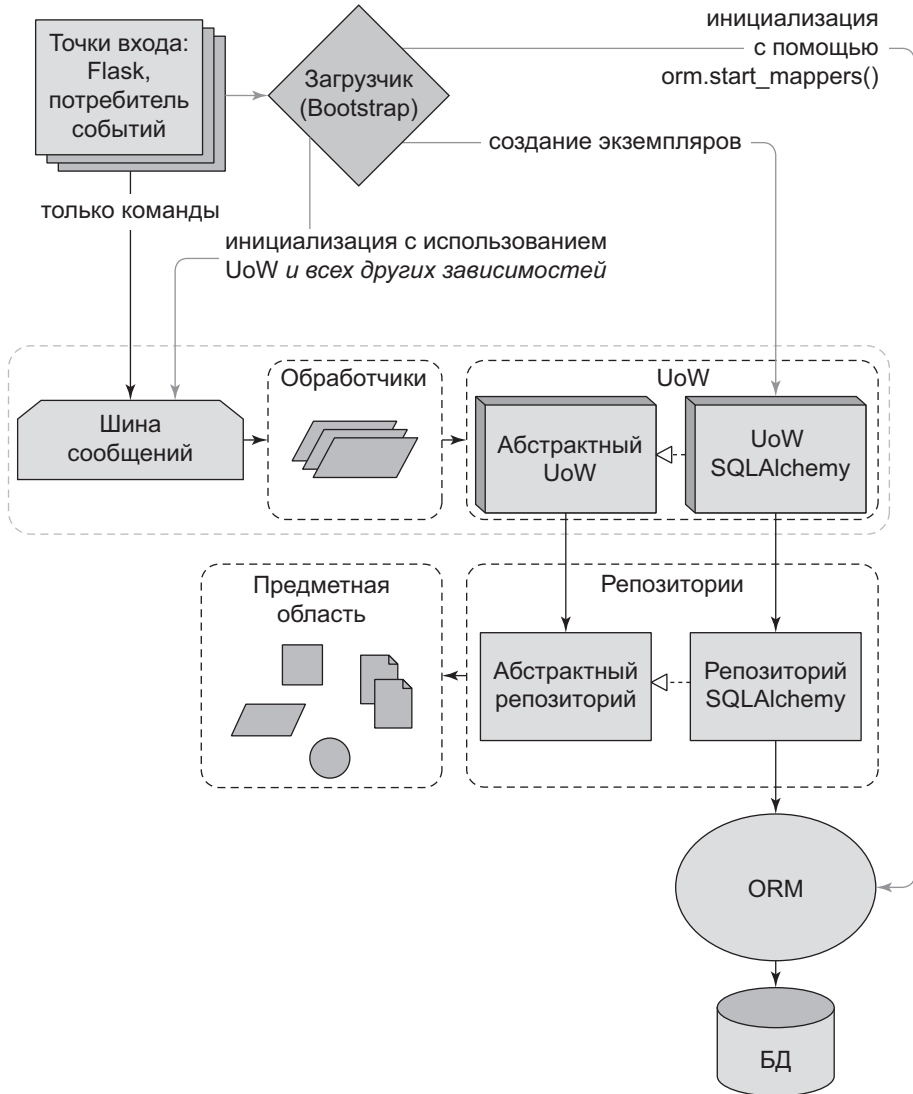 Точки входа:
Flask,
потребитель
событий
Загрузчик
(Bootstrap)
инициализация
с помощью
orm.start_mappers()
создание экземпляров
только команды
инициализация с использованием
UoW и всех других зависимостей
Шина
сообщений
Обработчики
UoW
Абстрактный
UoW
UoW
SQLAlchemy
Предметная
область
Репозитории
Абстрактный
репозиторий
Репозиторий
SQLAlchemy
ORM
БД